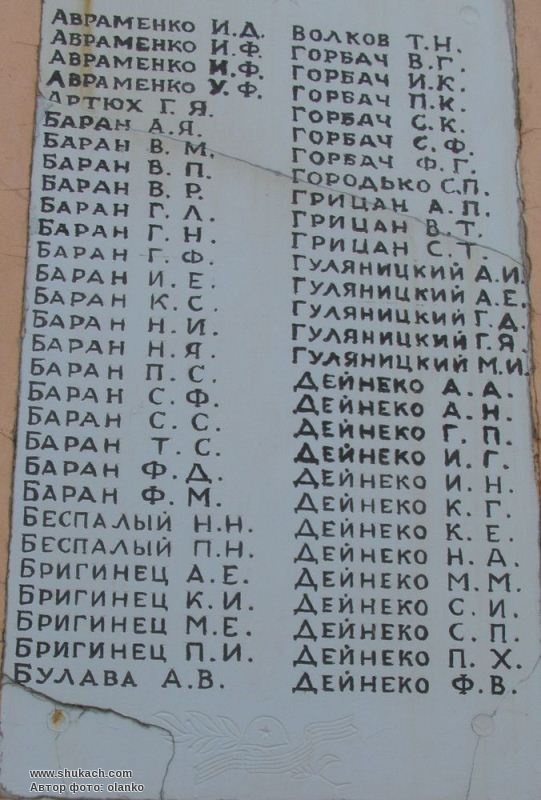 АВРАМЕНКО И.Д.
АВРАМЕНКО И.Ф.
АВРАМЕНКО И.Ф.
АВРАМЕНКО У.Ф.
АРТЮХ Г.Я.
БАРАН А.Я.
БАРАН В.М.
БАРАН В.П.
БАРАН В.Р.
БАРАН Г.Л.
БАРАН Г.Н.
БАРАН Г.Ф.
БАРАН И.Е.
БАРАН К.С.
БАРАН Н.И.
БАРАН Н.Я.
БАРАН П.С.
БАРАН С.Ф.
БАРАН С.С.
БАРАН Т.С.
БАРАН Ф.Д.
БАРАН Ф.М.
БЕСПАЛЫЙ Н.Н.
БЕСПАЛЫЙ П.Н.
БРИГИНЕЦ А.Е.
БРИГИНЕЦ К.И.
БРИГИНЕЦ М.Е.
БРИГИНЕЦ П.И.
БУЛАВА А.В.
ВОЛКОВ Т.Н.
ГОРБАЧ В.Г.
ГОРБАЧ И.К.
ГОРБАЧ П.К.
ГОРБАЧ С.К.
ГОРБАЧ С.Ф.
ГОРБАЧ Ф.Г.
ГОРОДЬКО С.П.
ГРИЦАН А.П.
ГРИЦАН В.Т.
ГРИЦАН С.Т.
ГУЛЯНИЦКИЙ А.И.
ГУЛЯНИЦКИЙ А.Е.
ГУЛЯНИЦКИЙ Г.Д.
ГУЛЯНИЦКИЙ Г.Я.
ГУЛЯНИЦКИЙ М.И.
ДЕЙНЕКО А.А.
ДЕЙНЕКО А.Н.
ДЕЙНЕКО Г.П.
ДЕЙНЕКО И.Г.
ДЕЙНЕКО И.Н.
ДЕЙНЕКО К.Г.
ДЕЙНЕКО К.Е.
ДЕЙНЕКО Н.Д.
ДЕЙНЕКО М.М.
ДЕЙНЕКО С.И.
ДЕЙНЕКО С.П.
ДЕЙНЕКО П.Х.
ДЕЙНЕКО Ф.В.
www.shukach.com
Автор фото: olanko